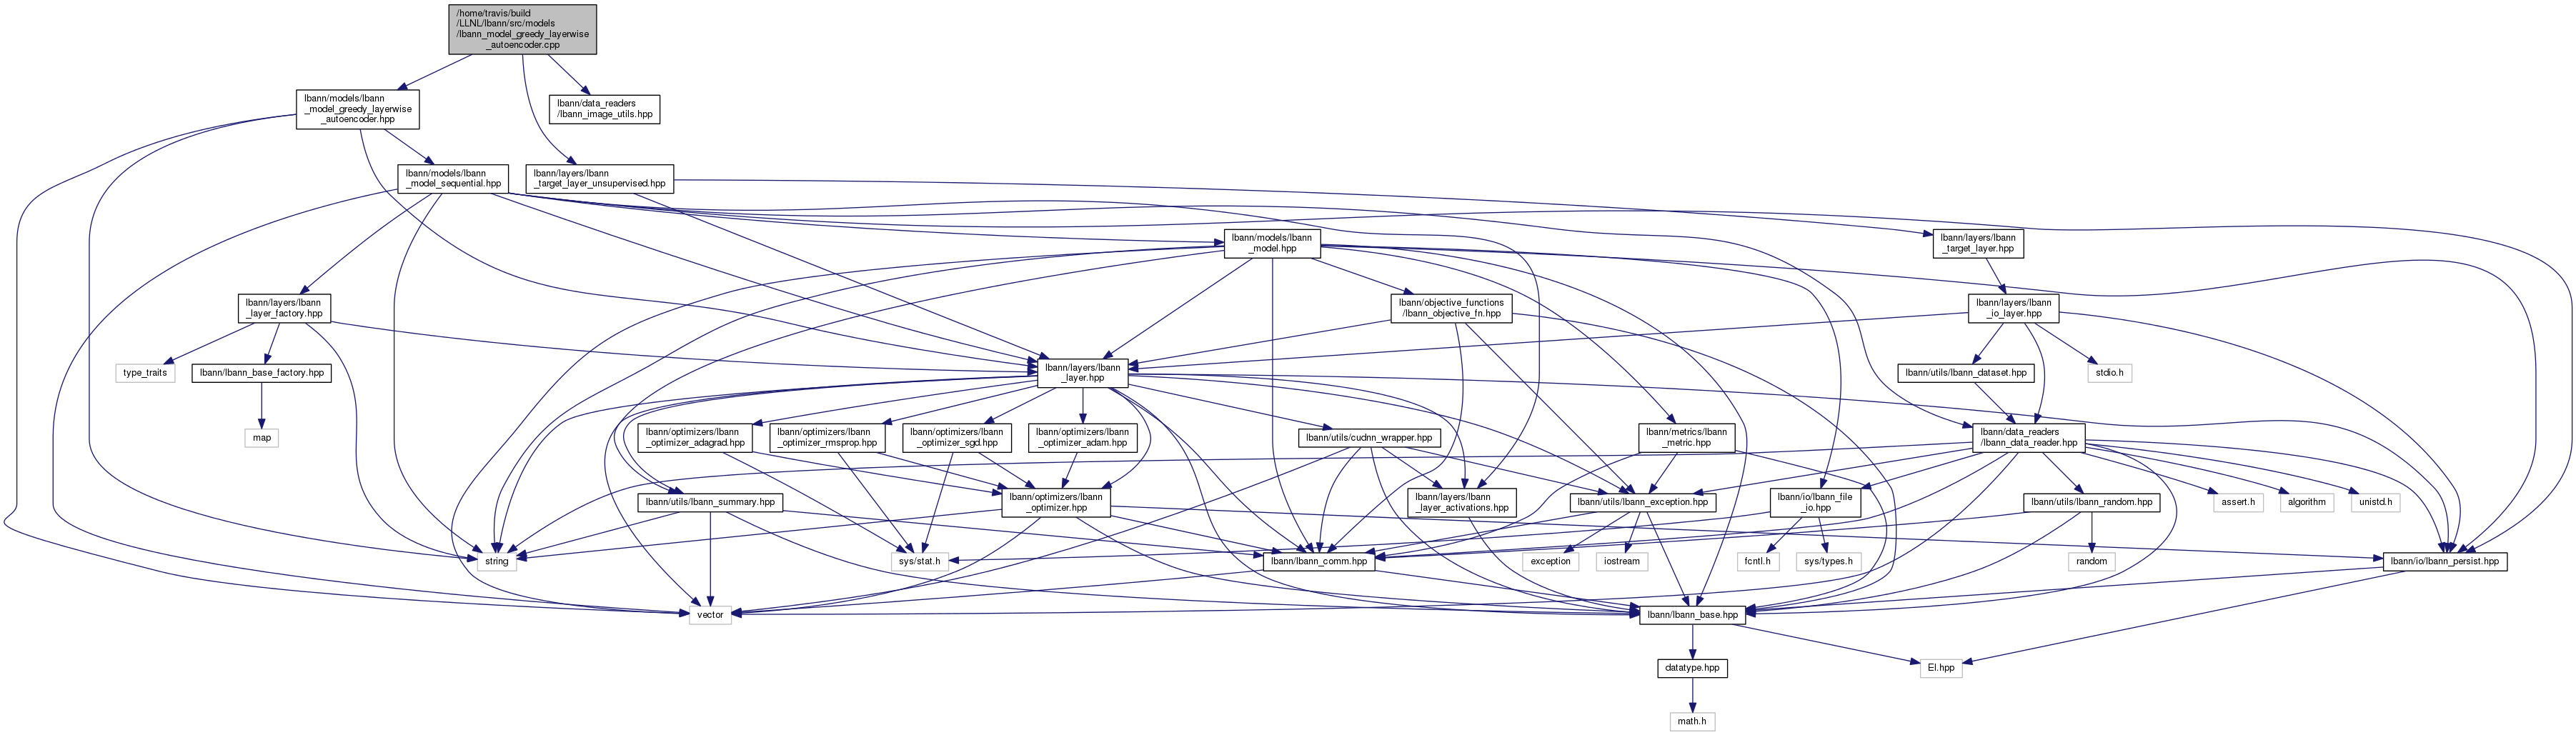 /home/travis/build
/LLNL/lbann/src/models
/lbann_model_greedy_layerwise
_autoencoder.cpp
lbann/models/lbann
_model_greedy_layerwise
_autoencoder.hpp
lbann/data_readers
/lbann_image_utils.hpp
lbann/models/lbann
_model_sequential.hpp
lbann/layers/lbann
_target_layer_unsupervised.hpp
lbann/models/lbann
_model.hpp
lbann/layers/lbann
_target_layer.hpp
lbann/layers/lbann
_layer_factory.hpp
lbann/objective_functions
/lbann_objective_fn.hpp
lbann/layers/lbann
_io_layer.hpp
type_traits
lbann/lbann_base_factory.hpp
lbann/layers/lbann
_layer.hpp
lbann/utils/lbann_dataset.hpp
stdio.h
map
lbann/optimizers/lbann
_optimizer_adagrad.hpp
lbann/optimizers/lbann
_optimizer_rmsprop.hpp
lbann/optimizers/lbann
_optimizer_sgd.hpp
lbann/optimizers/lbann
_optimizer_adam.hpp
lbann/utils/cudnn_wrapper.hpp
lbann/metrics/lbann
_metric.hpp
lbann/data_readers
/lbann_data_reader.hpp
lbann/utils/lbann_summary.hpp
lbann/optimizers/lbann
_optimizer.hpp
lbann/layers/lbann
_layer_activations.hpp
lbann/utils/lbann_exception.hpp
lbann/io/lbann_file
_io.hpp
lbann/utils/lbann_random.hpp
assert.h
algorithm
unistd.h
string
sys/stat.h
lbann/lbann_comm.hpp
exception
iostream
fcntl.h
sys/types.h
random
lbann/io/lbann_persist.hpp
vector
lbann/lbann_base.hpp
datatype.hpp
El.hpp
math.h